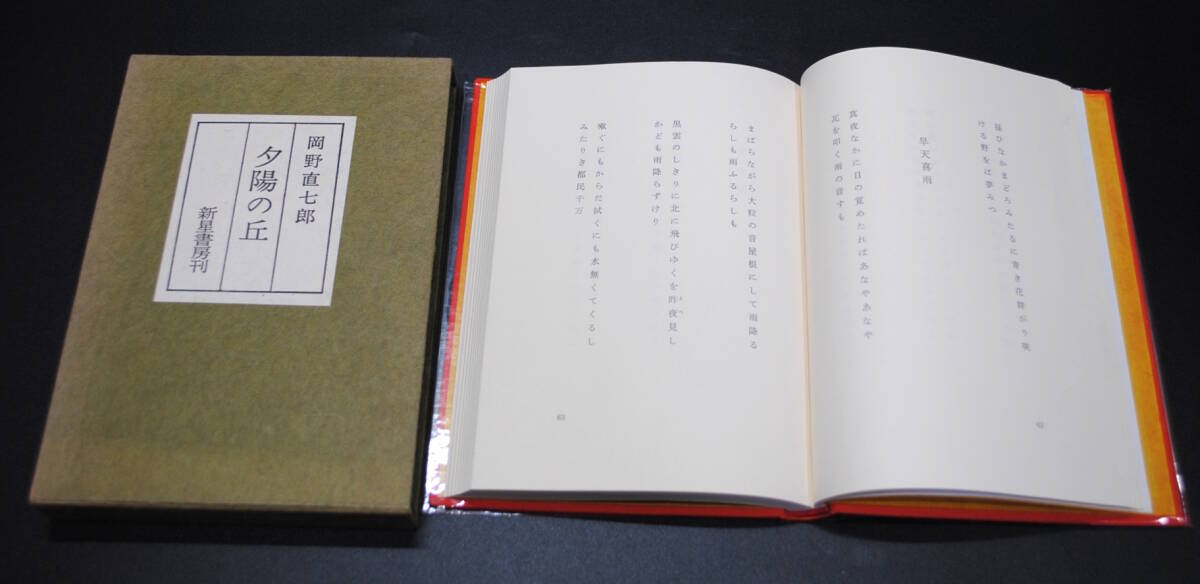 岡野直七郎
夕陽の丘
新星書房刊
昼ひなかまどろみたるに青き花群がり咲
ける野をば夢みつ
旱天喜雨
真夜なかに目の覚めたればあなやあなや
瓦を叩く雨の音すも
62
まばらながら大粒の音屋根にして雨降る
らしも雨ふるらしも
黒雲のしきりに北に飛びゆくを昨夜見し
かども雨降らずけり
嗽ぐにもからだ拭くにも水無くてくるし
みたりき都民千万
63